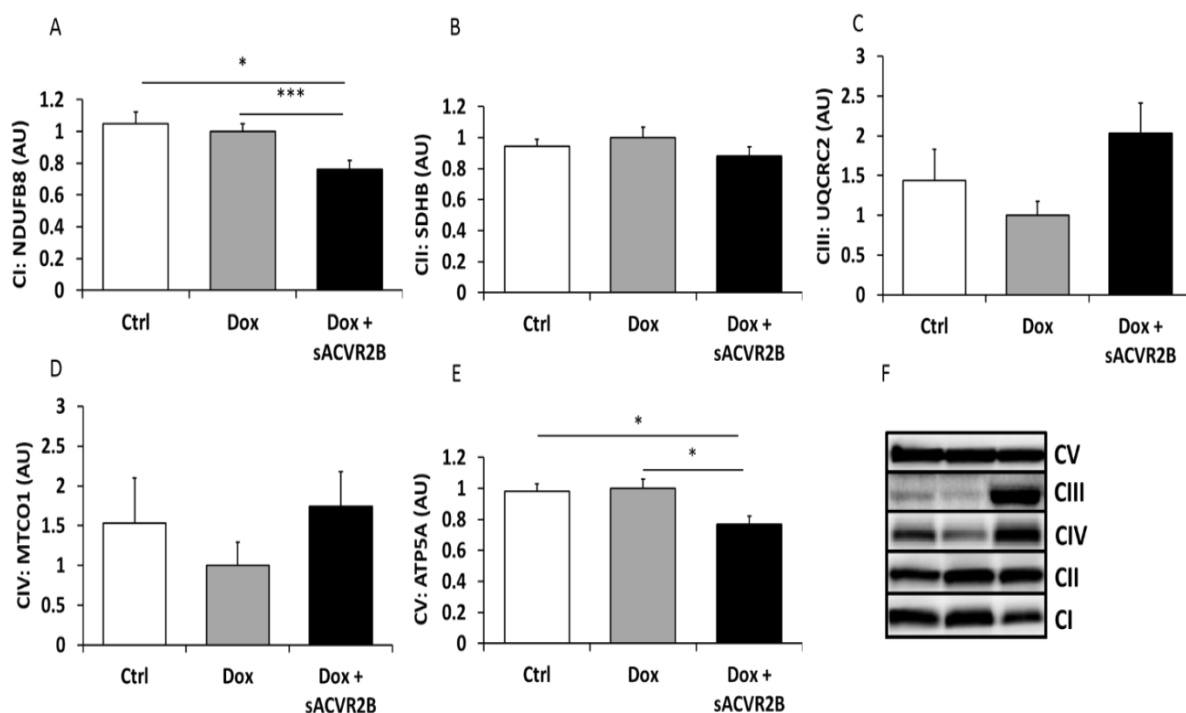 A
*
***
1.2
1
0.8
0.6
0.4
0.2
0
CI: NDUFB8 (AU)
Ctrl
Dox
Dox +
sACVR2B
B
1.2
1
0.8
0.6
0.4
0.2
0
CII: SDHB (AU)
Ctrl
Dox
Dox +
sACVR2B
C
3
2.5
2
1.5
1
0.5
0
CIII: UQCRC2 (AU)
Ctrl
Dox
Dox +
sACVR2B
D
3
2.5
2
1.5
1
0.5
0
CIV: MTCO1 (AU)
Ctrl
Dox
Dox +
sACVR2B
E
*
*
1.2
1
0.8
0.6
0.4
0.2
0
CV: ATP5A (AU)
Ctrl
Dox
Dox +
sACVR2B
F
CV
CIII
CIV
CII
CI